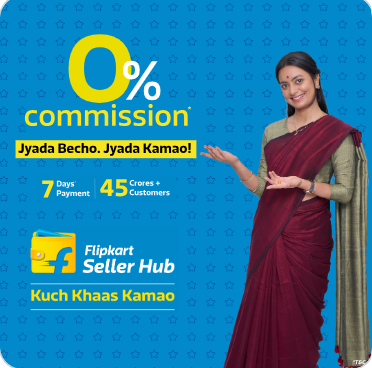 0%
commission*
Jyada Becho. Jyada Kamao!
7 Days* Payment | 45 Crores + Customers
Flipkart
Seller Hub
Kuch Khaas Kamao
*T&C